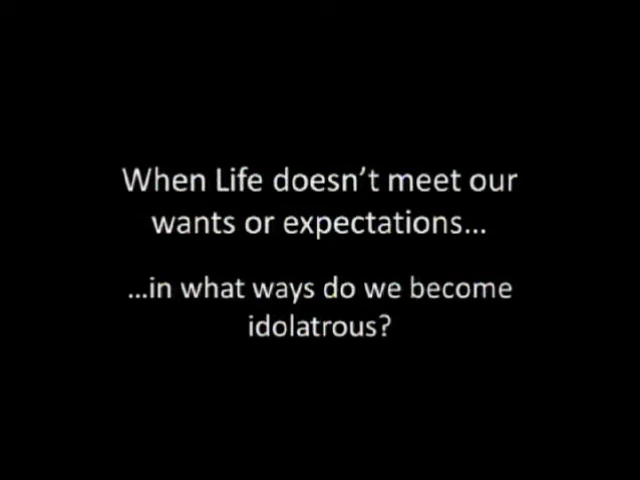 When Life doesn’t meet our
wants or expectations…
…in what ways do we become
idolatrous?